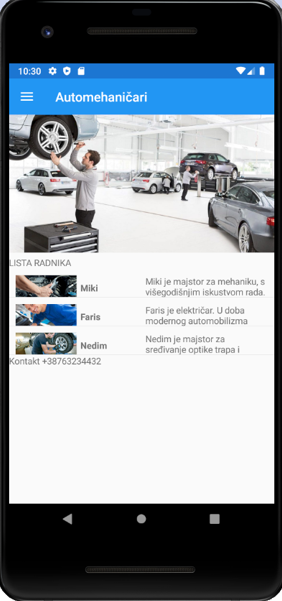 10:30
Automehaničari
LISTA RADNIKA
Miki
Miki je majstor za mehaniku, s
višegodišnjim iskustvom rada.
Faris
Faris je električar. U doba
modernog automobilizma
Nedim
Nedim je majstor za
sređivanje optike trapa i
Kontakt +38763234432